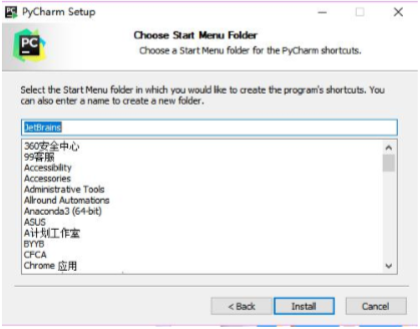 PyCharm Setup
PC
Choose Start Menu Folder
Choose a Start Menu folder for the PyCharm shortcuts.
Select the Start Menu folder in which you would like to create the program's shortcuts. You
can also enter a name to create a new folder.
JetBrains
360安全中心
99客服
Accessibility
Accessories
Administrative Tools
Allround Automations
Anaconda3 (64-bit)
ASUS
A计划工作室
BYYB
CFCA
Chrome 应用
< Back
Install
Cancel